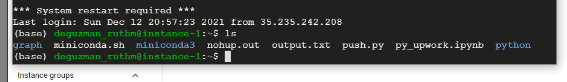 *** System restart required ***
Last login: Sun Dec 12 20:57:23 2021 from 35.235.242.208
(base) deguzman_ruthm@instance-1:~$ ls
graph miniconda.sh miniconda3 nohup.out output.txt push.py py_upwork.ipynb python
(base) deguzman_ruthm@instance-1:~$
Instance groups